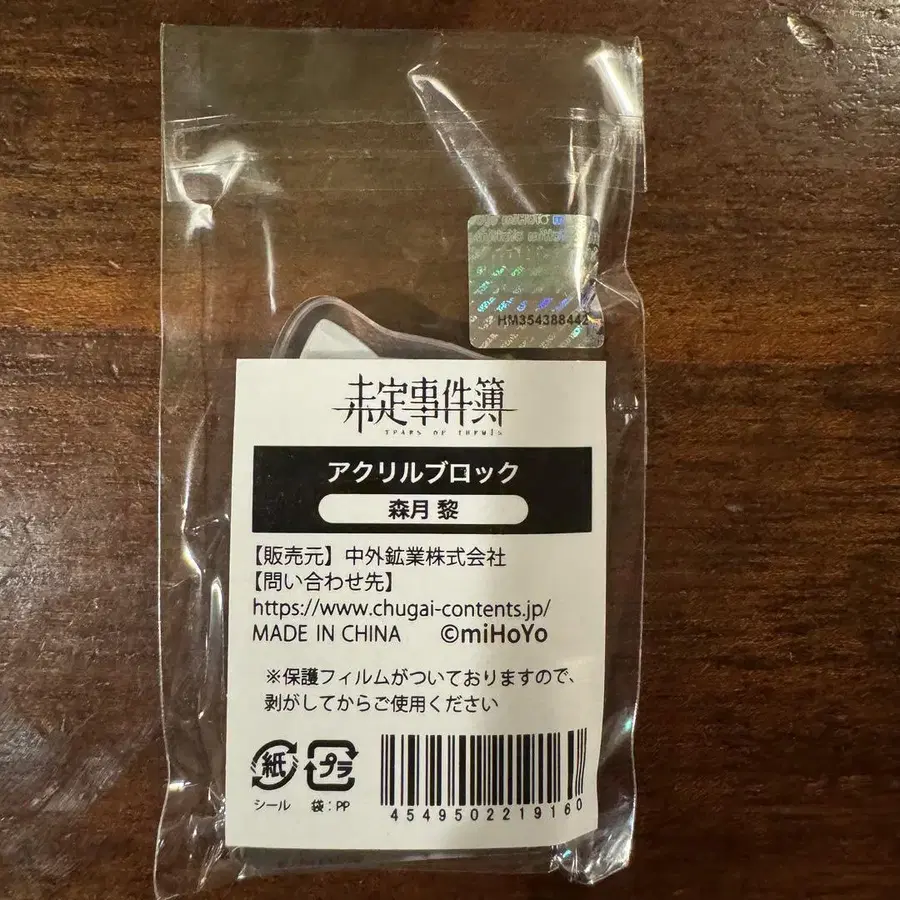 HM354388442
未定事件簿
TEARS OF THEMIS
アクリルブロック
森月 黎
【販売元】中外鉱業株式会社
【問い合わせ先】
https://www.chugai-contents.jp/
MADE IN CHINA ©miHoYo
※保護フィルムがついておりますので、
剥がしてからご使用ください
紙 プラ
シール 袋:PP
4549502219160